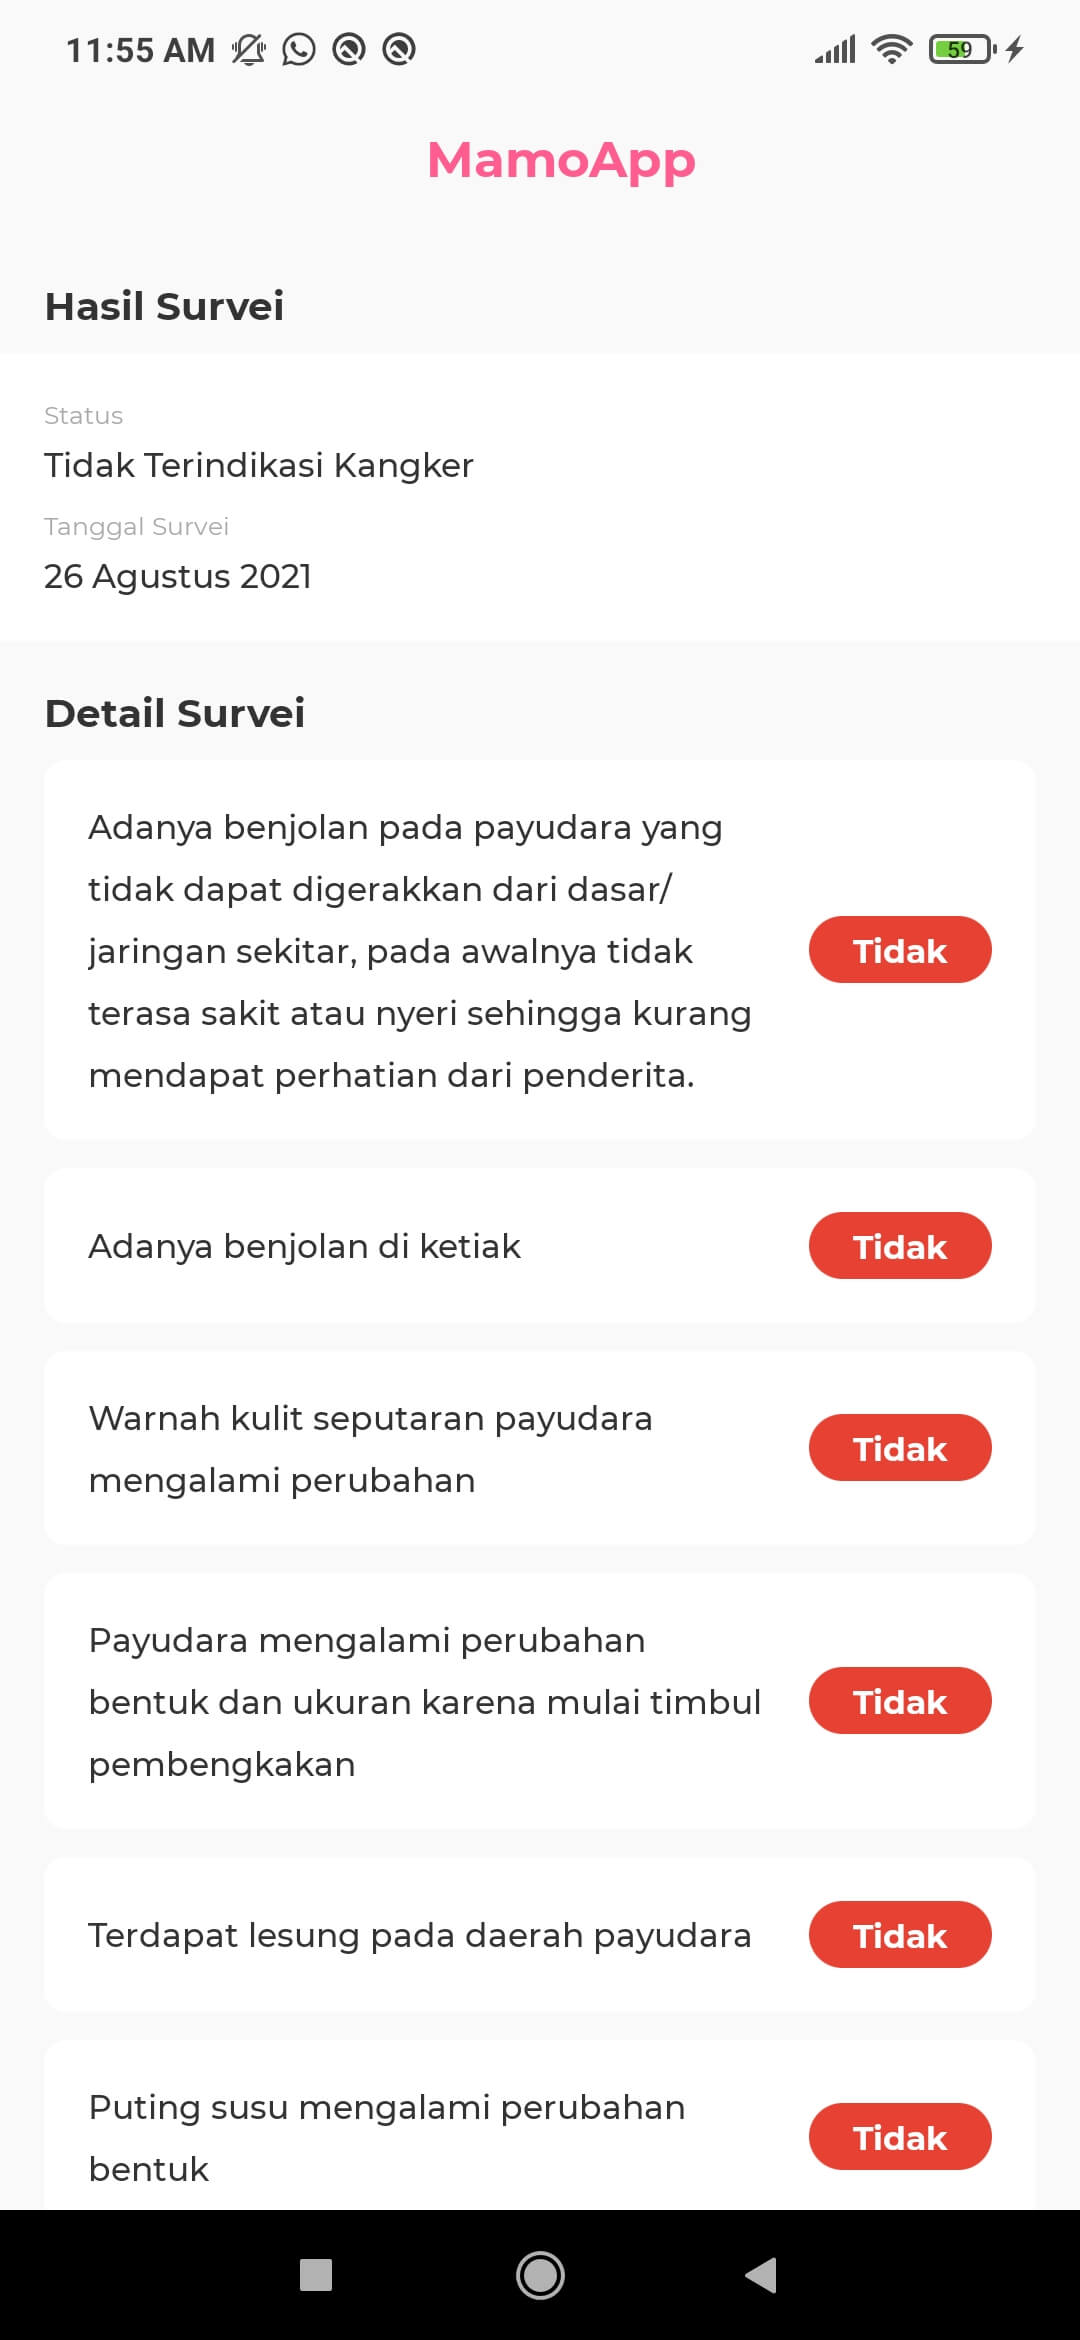 11:55 AM
59
MamoApp
Hasil Survei
Status
Tidak Terindikasi Kangker
Tanggal Survei
26 Agustus 2021
Detail Survei
Adanya benjolan pada payudara yang
tidak dapat digerakkan dari dasar/
jaringan sekitar, pada awalnya tidak
terasa sakit atau nyeri sehingga kurang
mendapat perhatian dari penderita.
Tidak
Adanya benjolan di ketiak
Tidak
Warnah kulit seputaran payudara
mengalami perubahan
Tidak
Payudara mengalami perubahan
bentuk dan ukuran karena mulai timbul
pembengkakan
Tidak
Terdapat lesung pada daerah payudara
Tidak
Puting susu mengalami perubahan
bentuk
Tidak